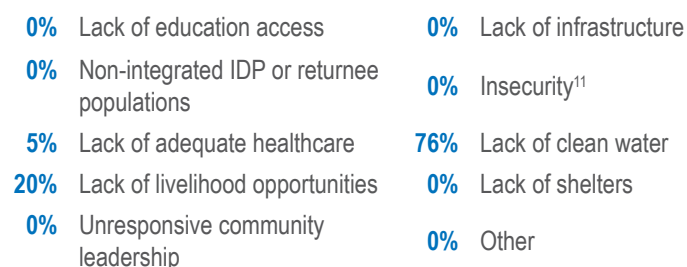 0% Lack of education access
0% Non-integrated IDP or returnee
populations
5% Lack of adequate healthcare
20% Lack of livelihood opportunities
0% Unresponsive community
leadership
0% Lack of infrastructure
0% Insecurity¹¹
76% Lack of clean water
0% Lack of shelters
0% Other